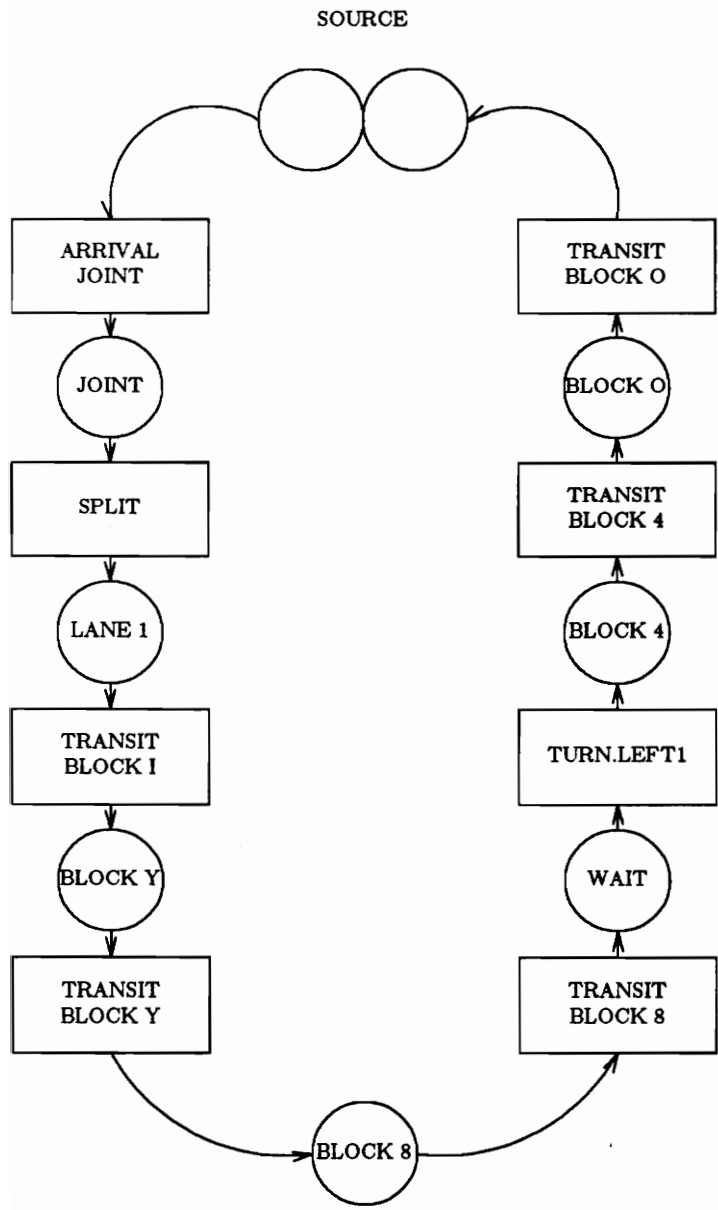 SOURCE
ARRIVAL
JOINT
JOINT
SPLIT
LANE 1
TRANSIT
BLOCK I
BLOCK Y
TRANSIT
BLOCK Y
BLOCK 8
TRANSIT
BLOCK 8
WAIT
TURN.LEFT1
BLOCK 4
TRANSIT
BLOCK 4
BLOCK O
TRANSIT
BLOCK O